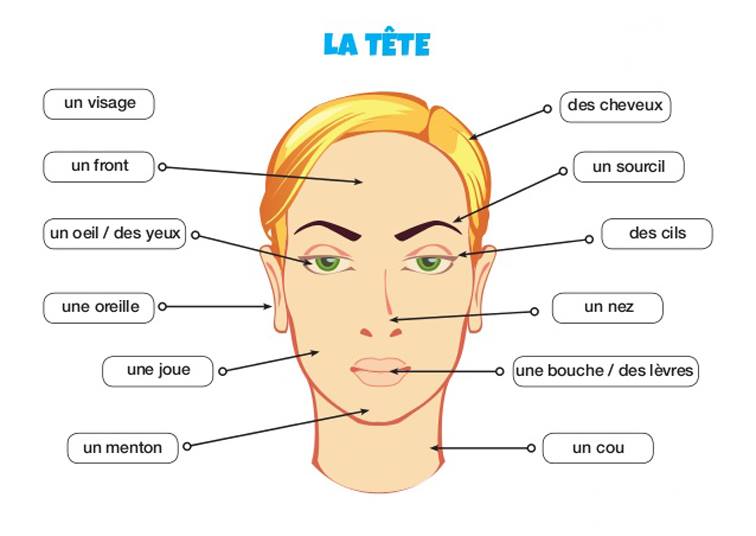 LA TÊTE
un visage
des cheveux
un front
un sourcil
un oeil / des yeux
des cils
une oreille
un nez
une joue
une bouche / des lèvres
un menton
un cou